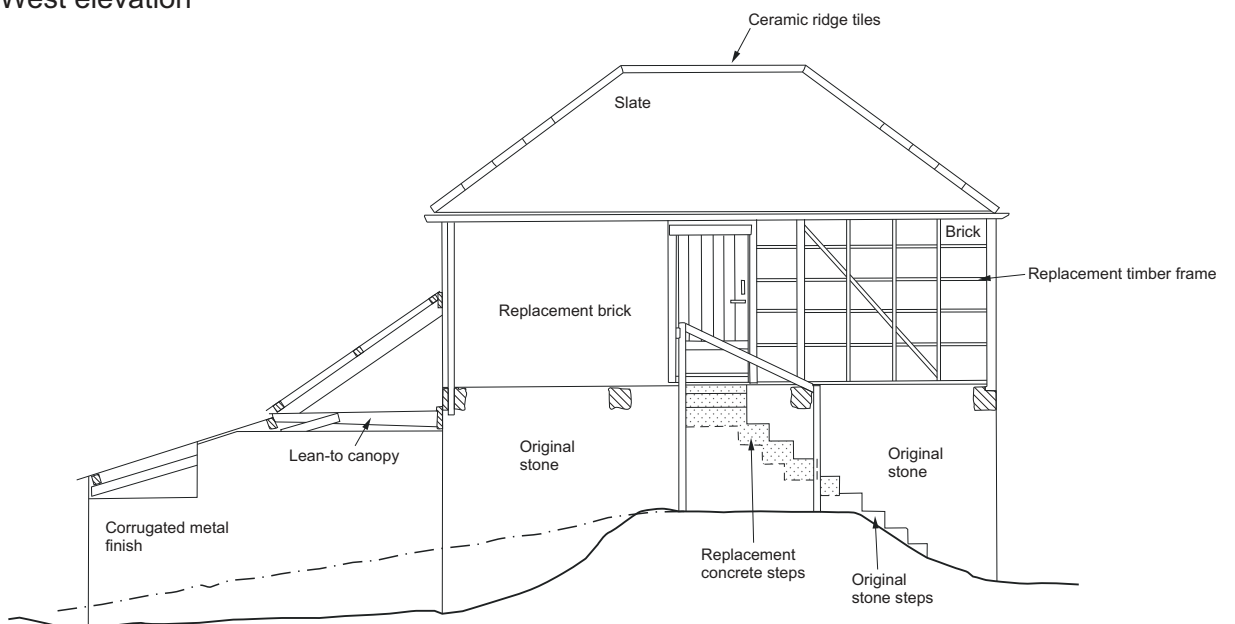 West elevation
Ceramic ridge tiles
Slate
Brick
Replacement timber frame
Replacement brick
Lean-to canopy
Original
stone
Original
stone
Corrugated metal
finish
Replacement
concrete steps
Original
stone steps